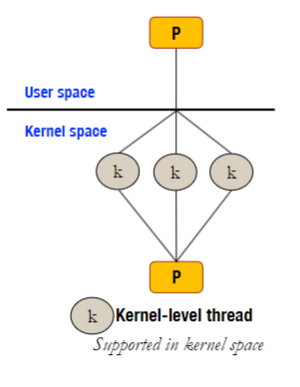 P
User space
Kernel space
k k k
P
k Kernel-level thread
Supported in kernel space